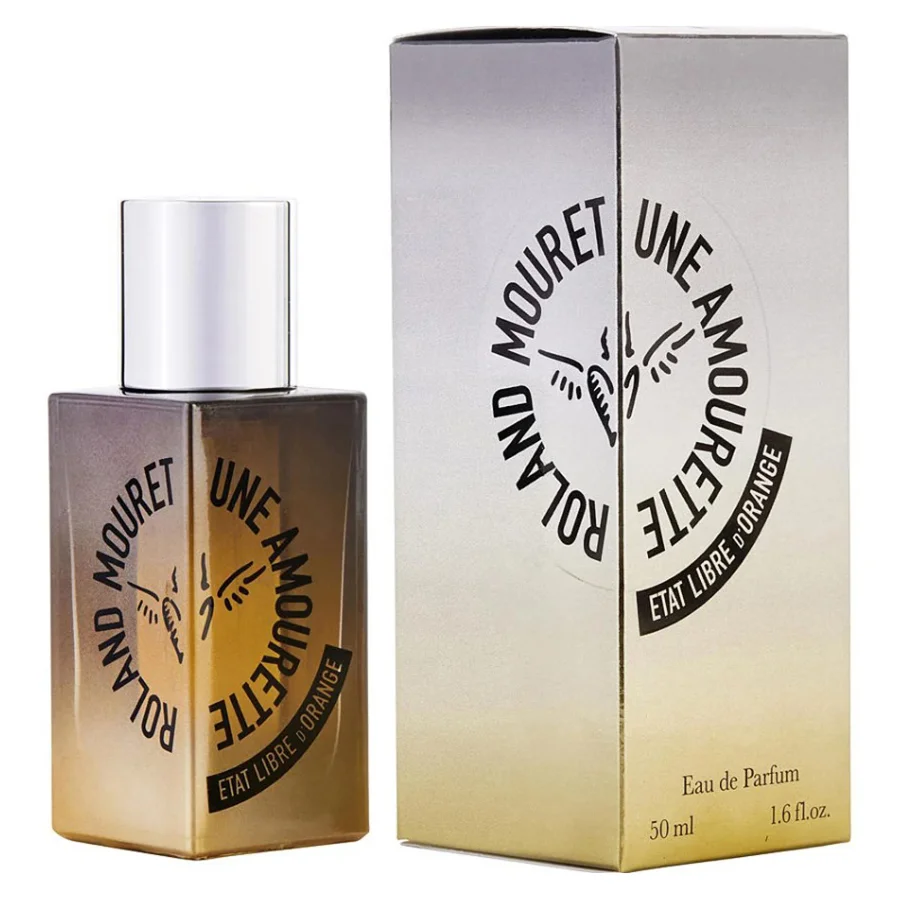 ROLAND MOURET
UNE AMOURETTE
ETAT LIBRE D'ORANGE
ROLAND MOURET
UNE AMOURETTE
ETAT LIBRE D'ORANGE
Eau de Parfum
50 ml
1.6 fl.oz.